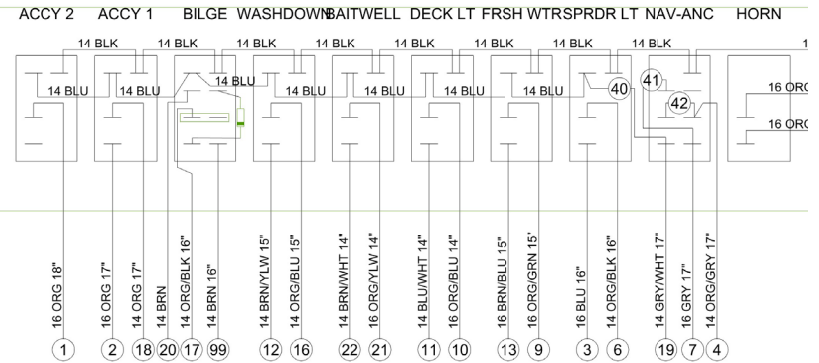 ACCY 2 ACCY 1 BILGE WASHDOWN BAITWELL DECK LT FRSH WTR SPRDR LT NAV-ANC HORN
14 BLK 14 BLK 14 BLK 14 BLK 14 BLK 14 BLK 14 BLK 14 BLK 1
14 BLU 14 BLU 14 BLU 14 BLU 14 BLU 14 BLU 14 BLU 40 41 42 16 ORG
16 ORG
16 ORG 18"
16 ORG 17"
14 ORG 17"
14 BRN
14 ORG/BLK 16"
14 BRN 16"
14 BRN/YLW 15"
14 ORG/BLU 15"
14 BRN/WHT 14"
16 ORG/YLW 14"
14 BLU/WHT 14"
16 ORG/BLU 14"
16 BRN/BLU 15"
16 ORG/GRN 15'
16 BLU 16"
14 ORG/BLK 16"
14 GRY/WHT 17"
16 GRY 17"
14 ORG/GRY 17"
1 2 18 20 17 99 12 16 22 21 11 10 13 9 3 6 19 7 4